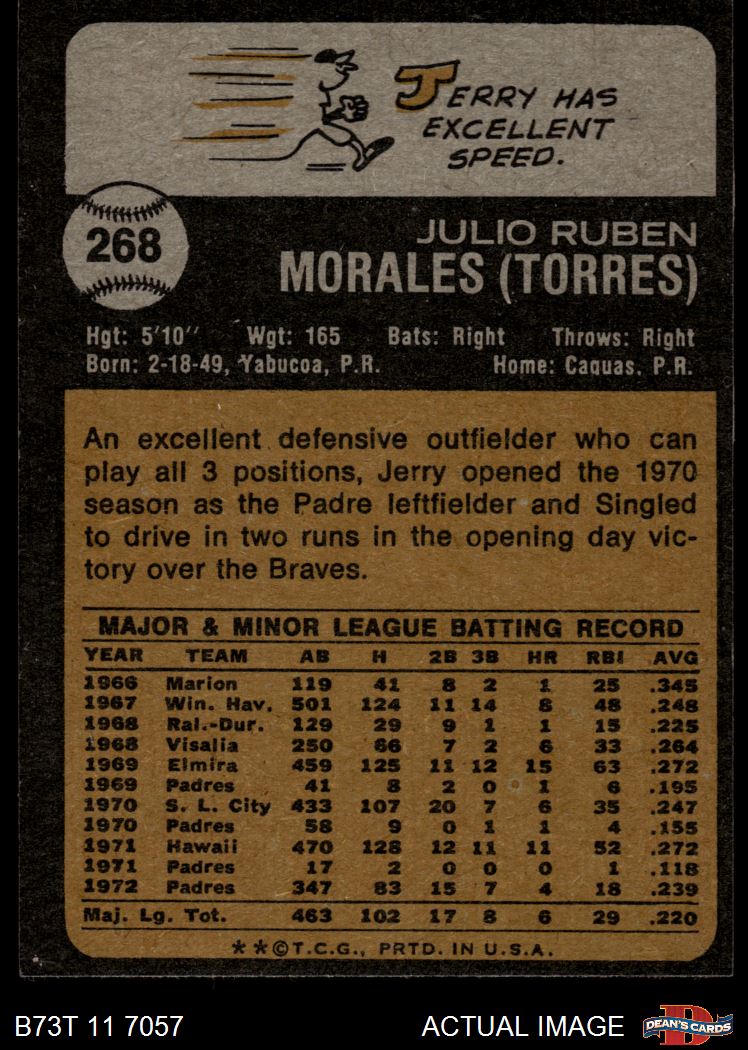 JERRY HAS
EXCELLENT
SPEED.
268
JULIO RUBEN
MORALES (TORRES)
Hgt: 5'10'' Wgt: 165 Bats: Right Throws: Right
Born: 2-18-49, Yabucoa, P.R. Home: Caguas, P.R.
An excellent defensive outfielder who can
play all 3 positions, Jerry opened the 1970
season as the Padre leftfielder and Singled
to drive in two runs in the opening day vic-
tory over the Braves.
MAJOR & MINOR LEAGUE BATTING RECORD
YEAR TEAM AB H 2B 3B HR RBI AVG
1966 Marion 119 41 8 2 1 25 .345
1967 Win. Hav. 501 124 11 14 8 48 .248
1968 Ral.-Dur. 129 29 9 1 1 15 .225
1968 Visalia 250 66 7 2 6 33 .264
1969 Elmira 459 125 11 12 15 63 .272
1969 Padres 41 8 2 0 1 6 .195
1970 S. L. City 433 107 20 7 6 35 .247
1970 Padres 58 9 0 1 1 4 .155
1971 Hawaii 470 128 12 11 11 52 .272
1971 Padres 17 2 0 0 0 1 .118
1972 Padres 347 83 15 7 4 18 .239
Maj. Lg. Tot. 463 102 17 8 6 29 .220
**©T.C.G., PRTD. IN U.S.A.
B73T 11 7057 ACTUAL IMAGE DEAN'S CARDS